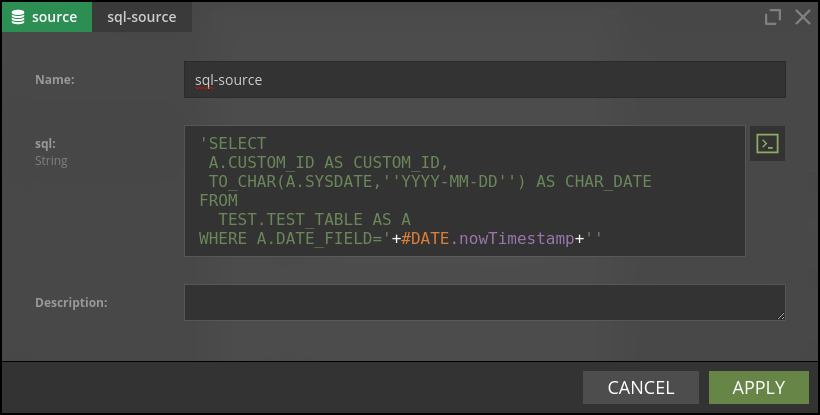 source sql-source
Name: sql-source
sql:
String
'SELECT
A.CUSTOM_ID AS CUSTOM_ID,
TO_CHAR(A.SYSDATE,''YYYY-MM-DD'') AS CHAR_DATE
FROM
TEST.TEST_TABLE AS A
WHERE A.DATE_FIELD='+#DATE.nowTimestamp+''
Description:
CANCEL APPLY